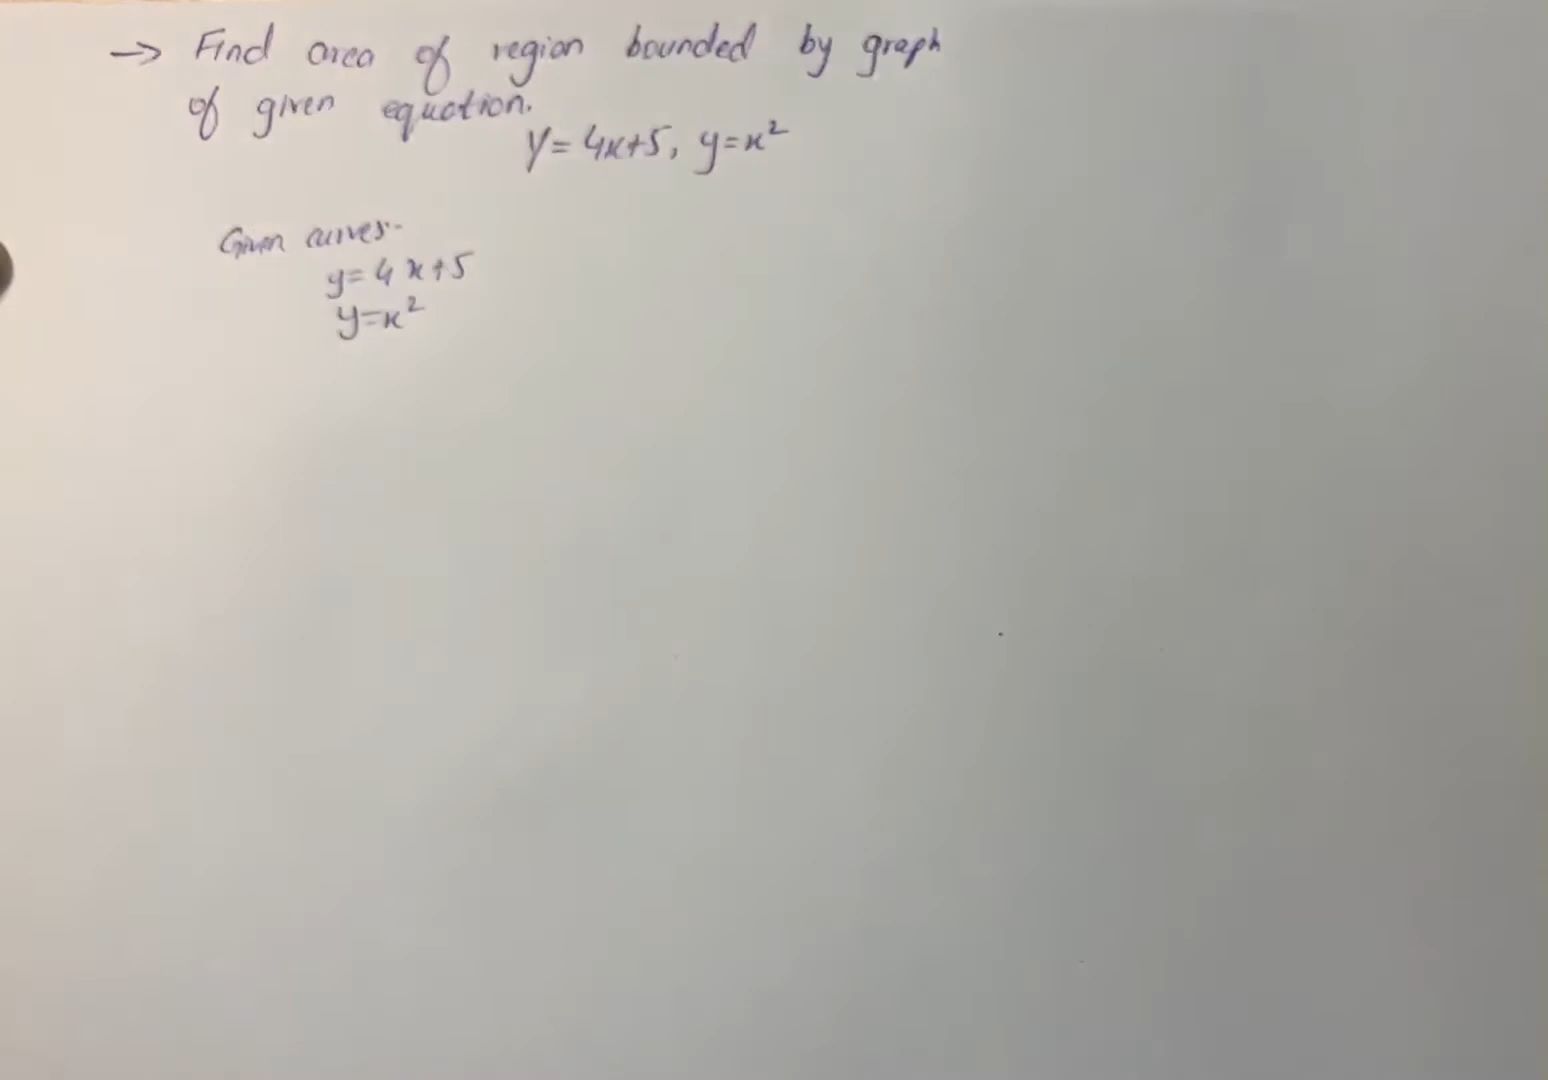 → Find area of region bounded by graph
of given equation.
y = 4x+5, y=x²
Given curves:-
y= 4x+5
y=x²